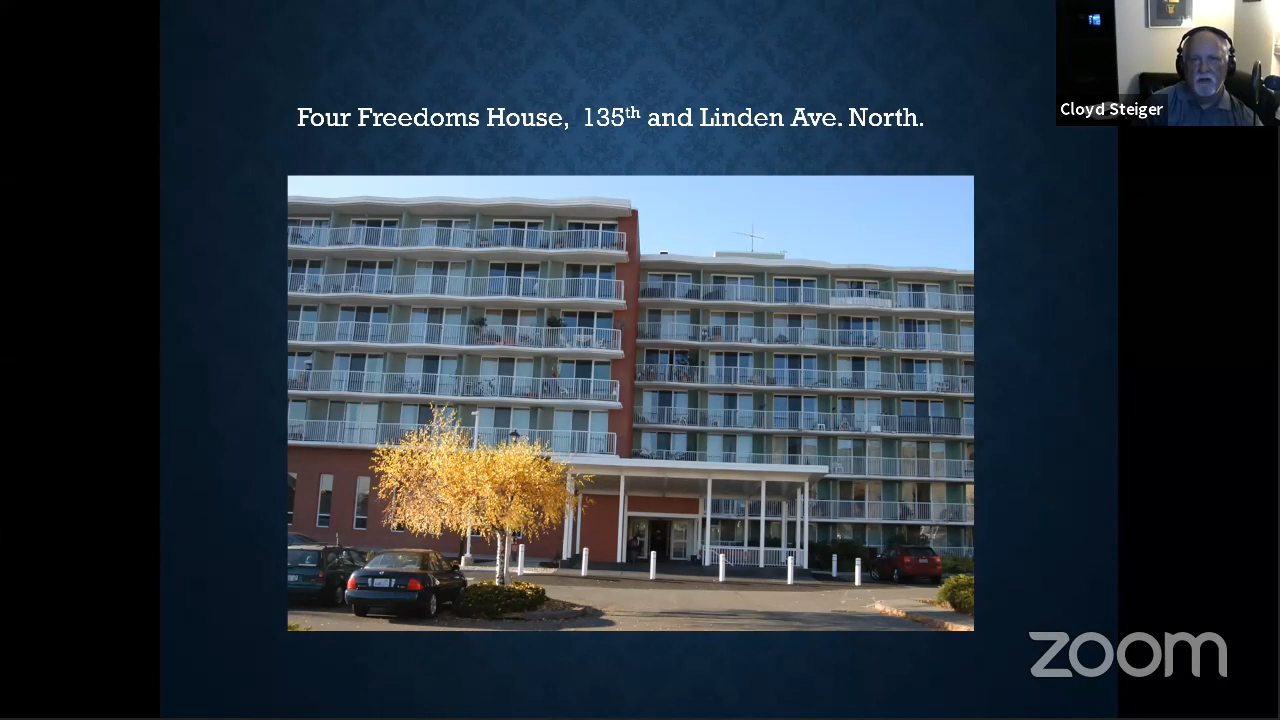 Four Freedoms House, 135th and Linden Ave. North.
Cloyd Steiger
zoom